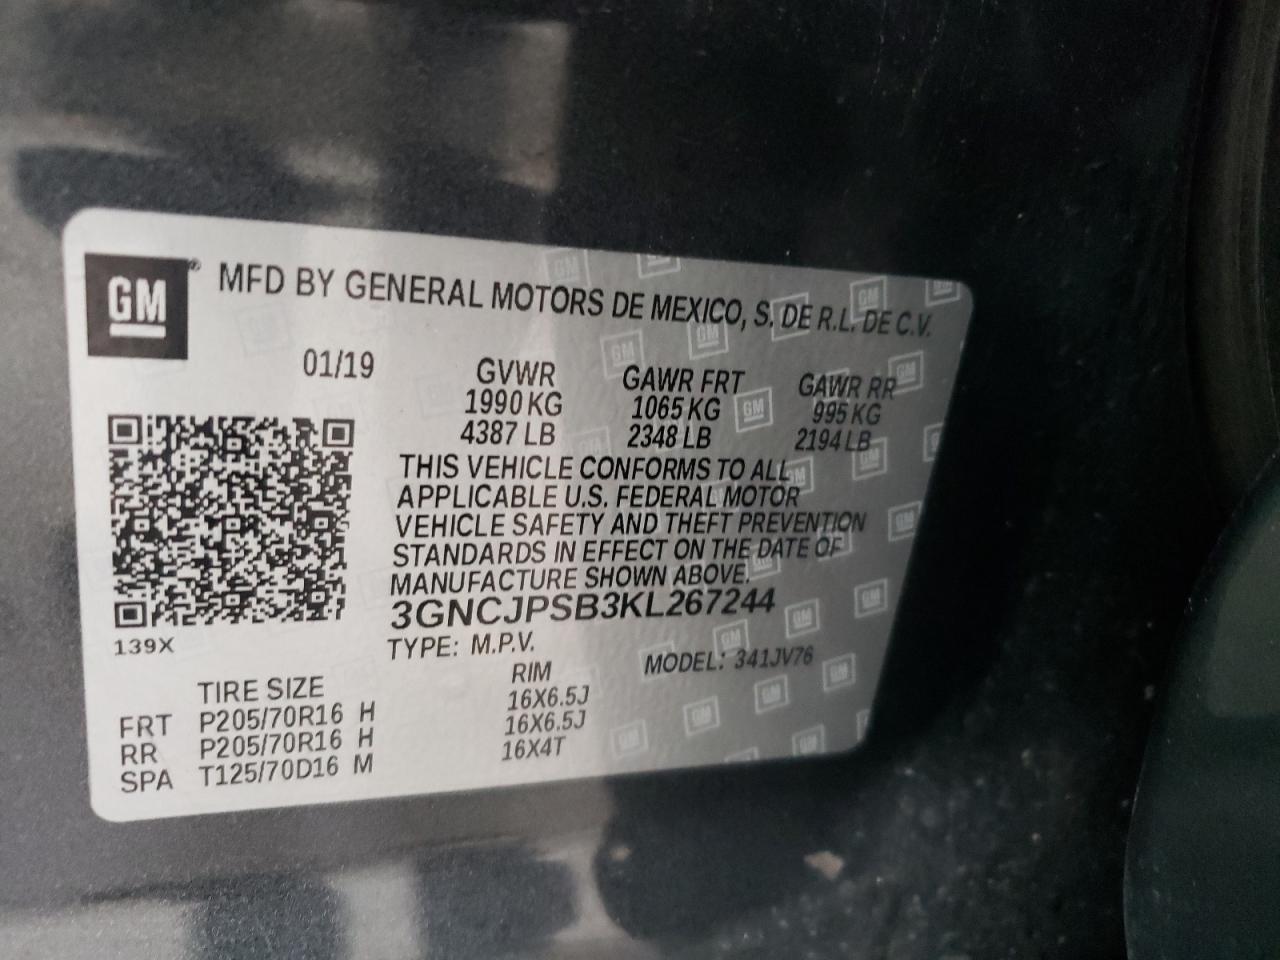 GM® MFD BY GENERAL MOTORS DE MEXICO, S. DE R.L. DE C.V.
01/19 GVWR GAWR FRT GAWR RR
1990 KG 1065 KG 995 KG
4387 LB 2348 LB 2194 LB
THIS VEHICLE CONFORMS TO ALL
APPLICABLE U.S. FEDERAL MOTOR
VEHICLE SAFETY AND THEFT PREVENTION
STANDARDS IN EFFECT ON THE DATE OF
MANUFACTURE SHOWN ABOVE.
3GNCJPSB3KL267244
139X TYPE: M.P.V. MODEL: 341JV76
TIRE SIZE RIM
FRT P205/70R16 H 16X6.5J
RR P205/70R16 H 16X6.5J
SPA T125/70D16 M 16X4T